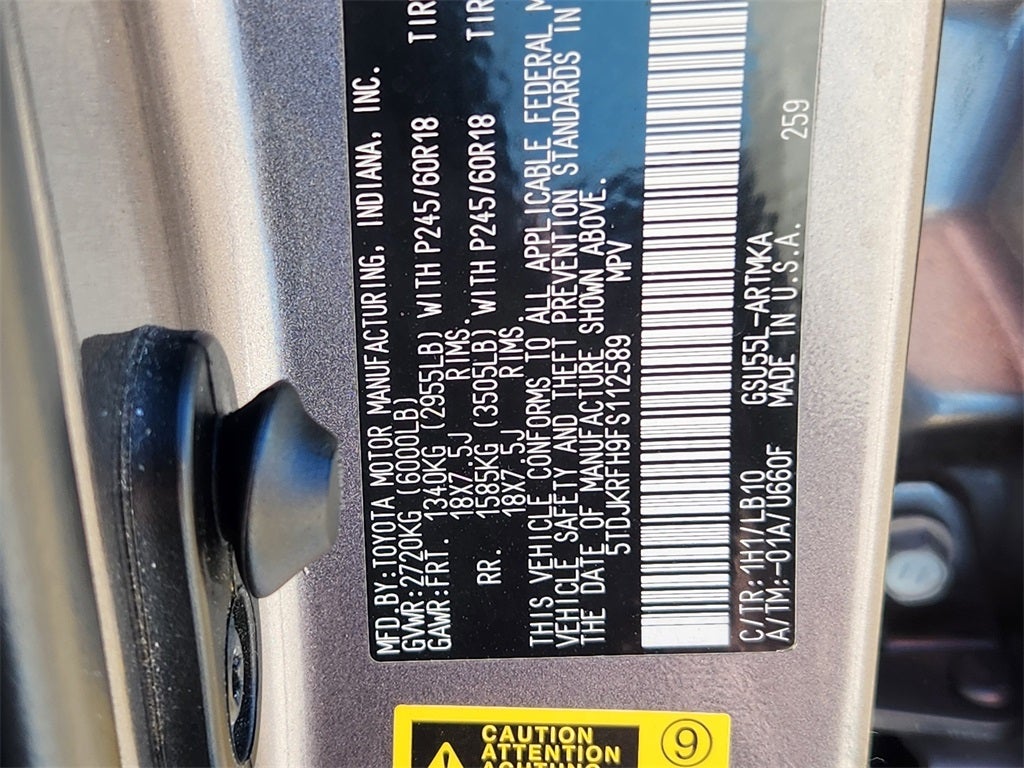 MFD.BY:TOYOTA MOTOR MANUFACTURING, INDIANA, INC.
GVWR:2720KG (6000LB)
GAWR:FRT. 1340KG (2955LB) WITH P245/60R18 TIR
18X7.5J RIMS.
RR. 1585KG (3505LB) WITH P245/60R18 TIR
18X7.5J RIMS
THIS VEHICLE CONFORMS TO ALL APPLICABLE FEDERAL M
VEHICLE SAFETY AND THEFT PREVENTION STANDARDS IN
THE DATE OF MANUFACTURE SHOWN ABOVE.
5TDJKRFH9FS112589 MPV
C/TR:1H1/LB10 GSU55L-ARTMKA
A/TM:-01A/U660F MADE IN U.S.A. 259
CAUTION
ATTENTION
9